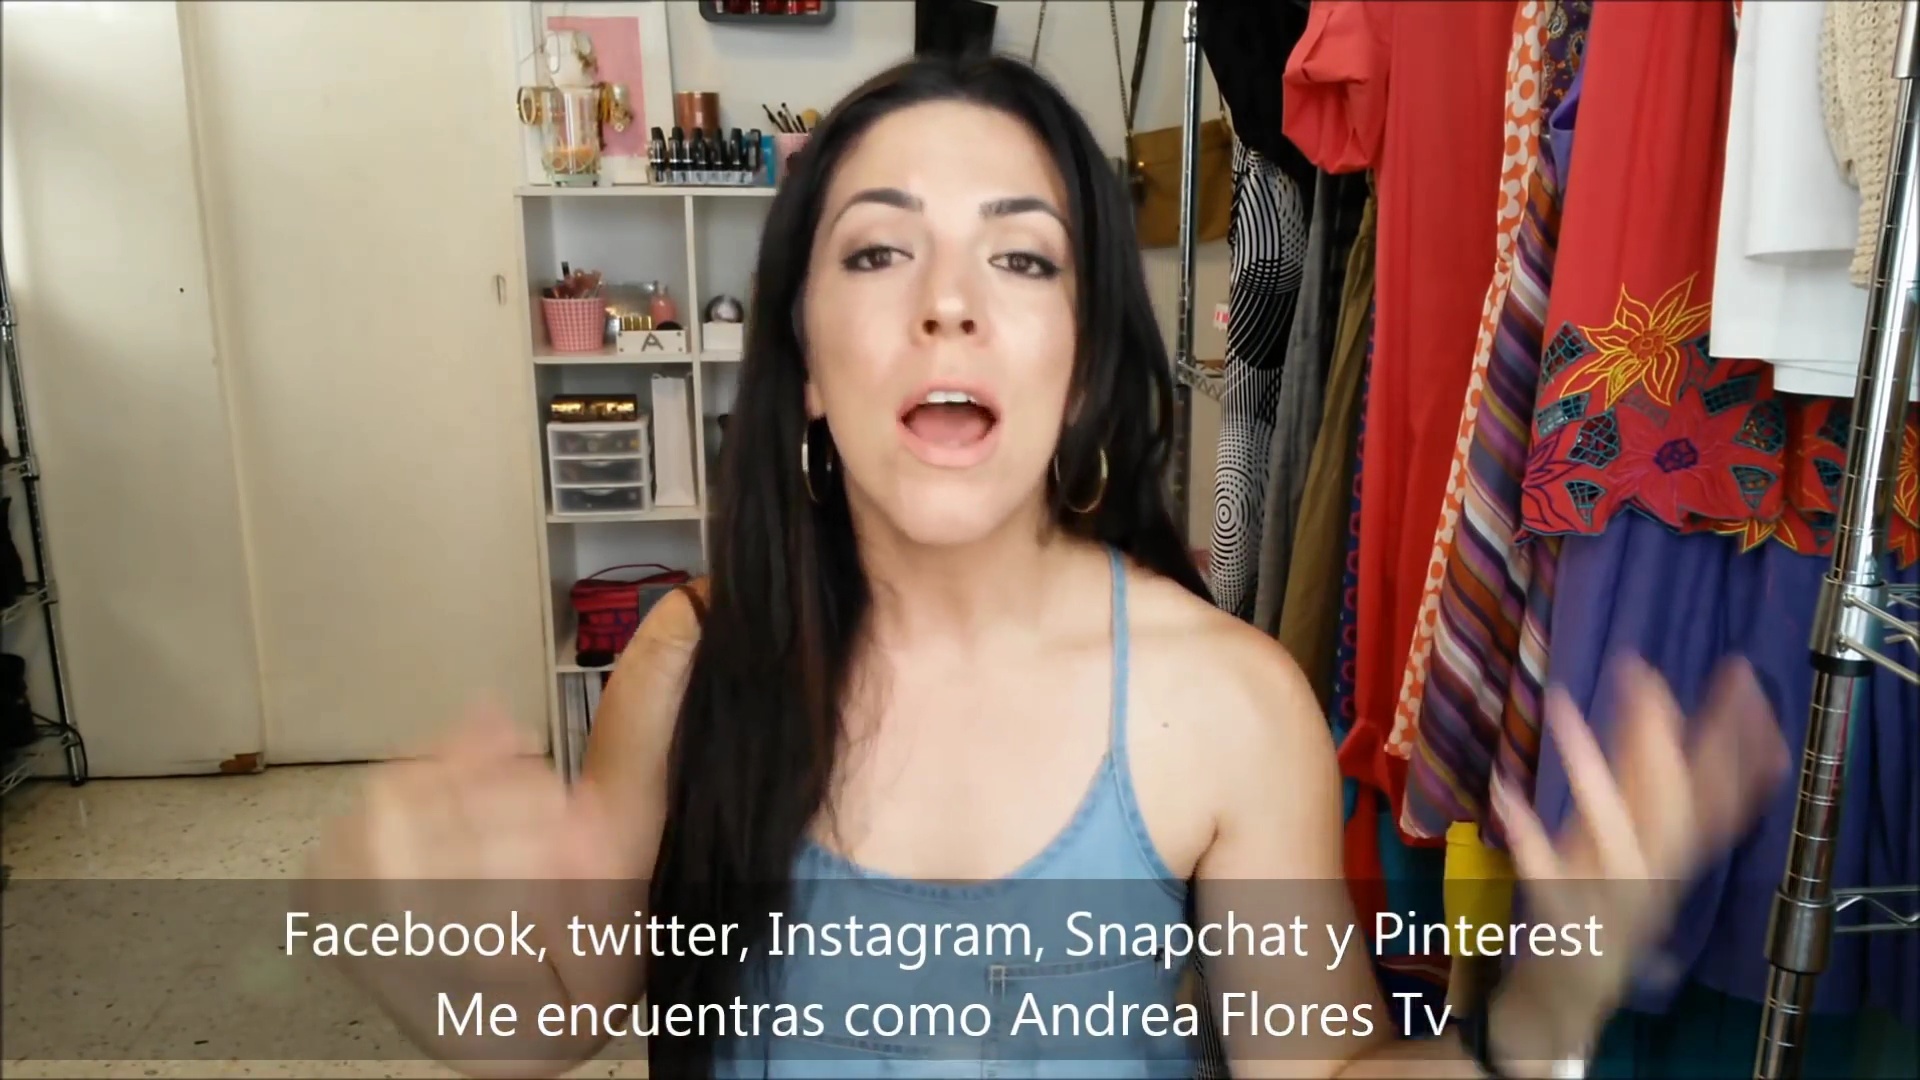 A
Facebook, twitter, Instagram, Snapchat y Pinterest
Me encuentras como Andrea Flores Tv